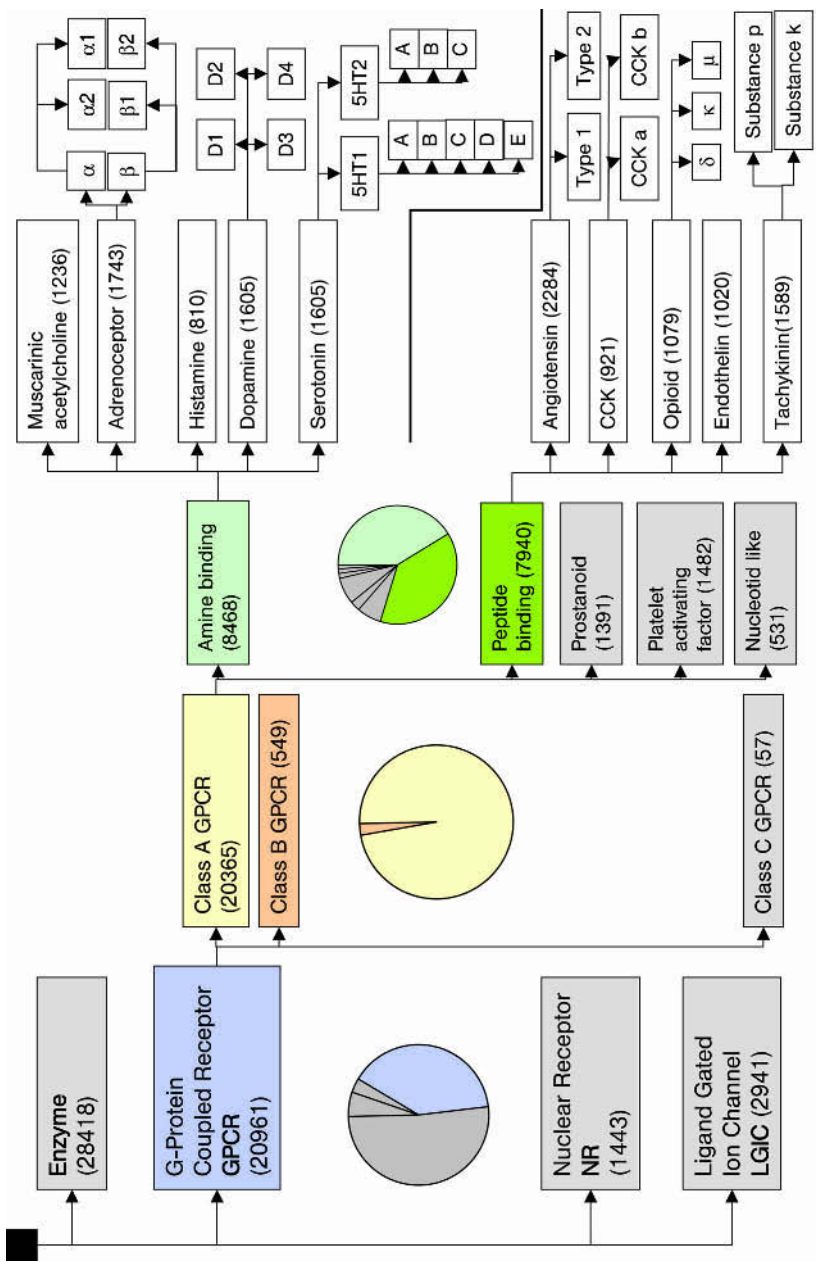 Enzyme
(28418)
G-Protein
Coupled Receptor
GPCR
(20961)
Nuclear Receptor
NR
(1443)
Ligand Gated
Ion Channel
LGIC (2941)
Class A GPCR
(20365)
Class B GPCR (549)
Class C GPCR (57)
Amine binding
(8468)
Peptide
binding (7940)
Prostanoid
(1391)
Platelet
activating
factor (1482)
Nucleotid like
(531)
Muscarinic
acetylcholine (1236)
Adrenoceptor (1743)
Histamine (810)
Dopamine (1605)
Serotonin (1605)
Angiotensin (2284)
CCK (921)
Opioid (1079)
Endothelin (1020)
Tachykinin(1589)
α
α2
α1
β
β1
β2
D1
D2
D3
D4
5HT1
5HT2
A
B
C
D
E
A
B
C
Type 1
Type 2
CCK a
CCK b
δ
κ
μ
Substance p
Substance k